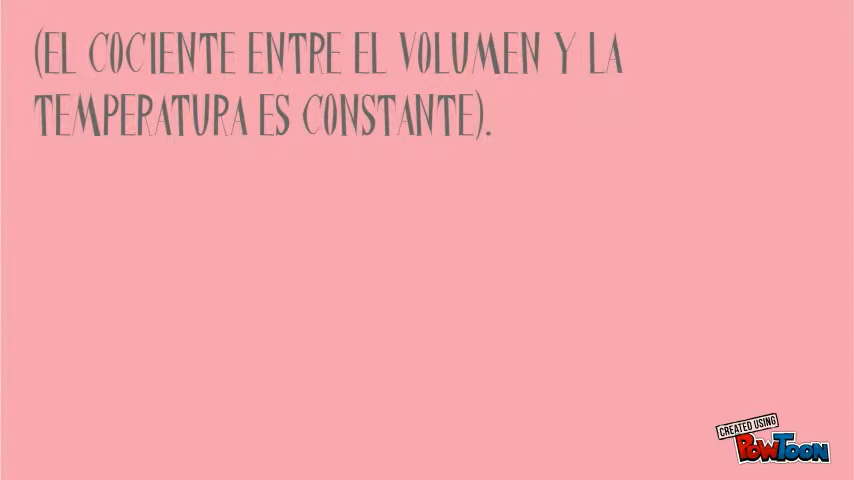 (EL COCIENTE ENTRE EL VOLUMEN Y LA
TEMPERATURA ES CONSTANTE).
CREATED USING
POWTOON